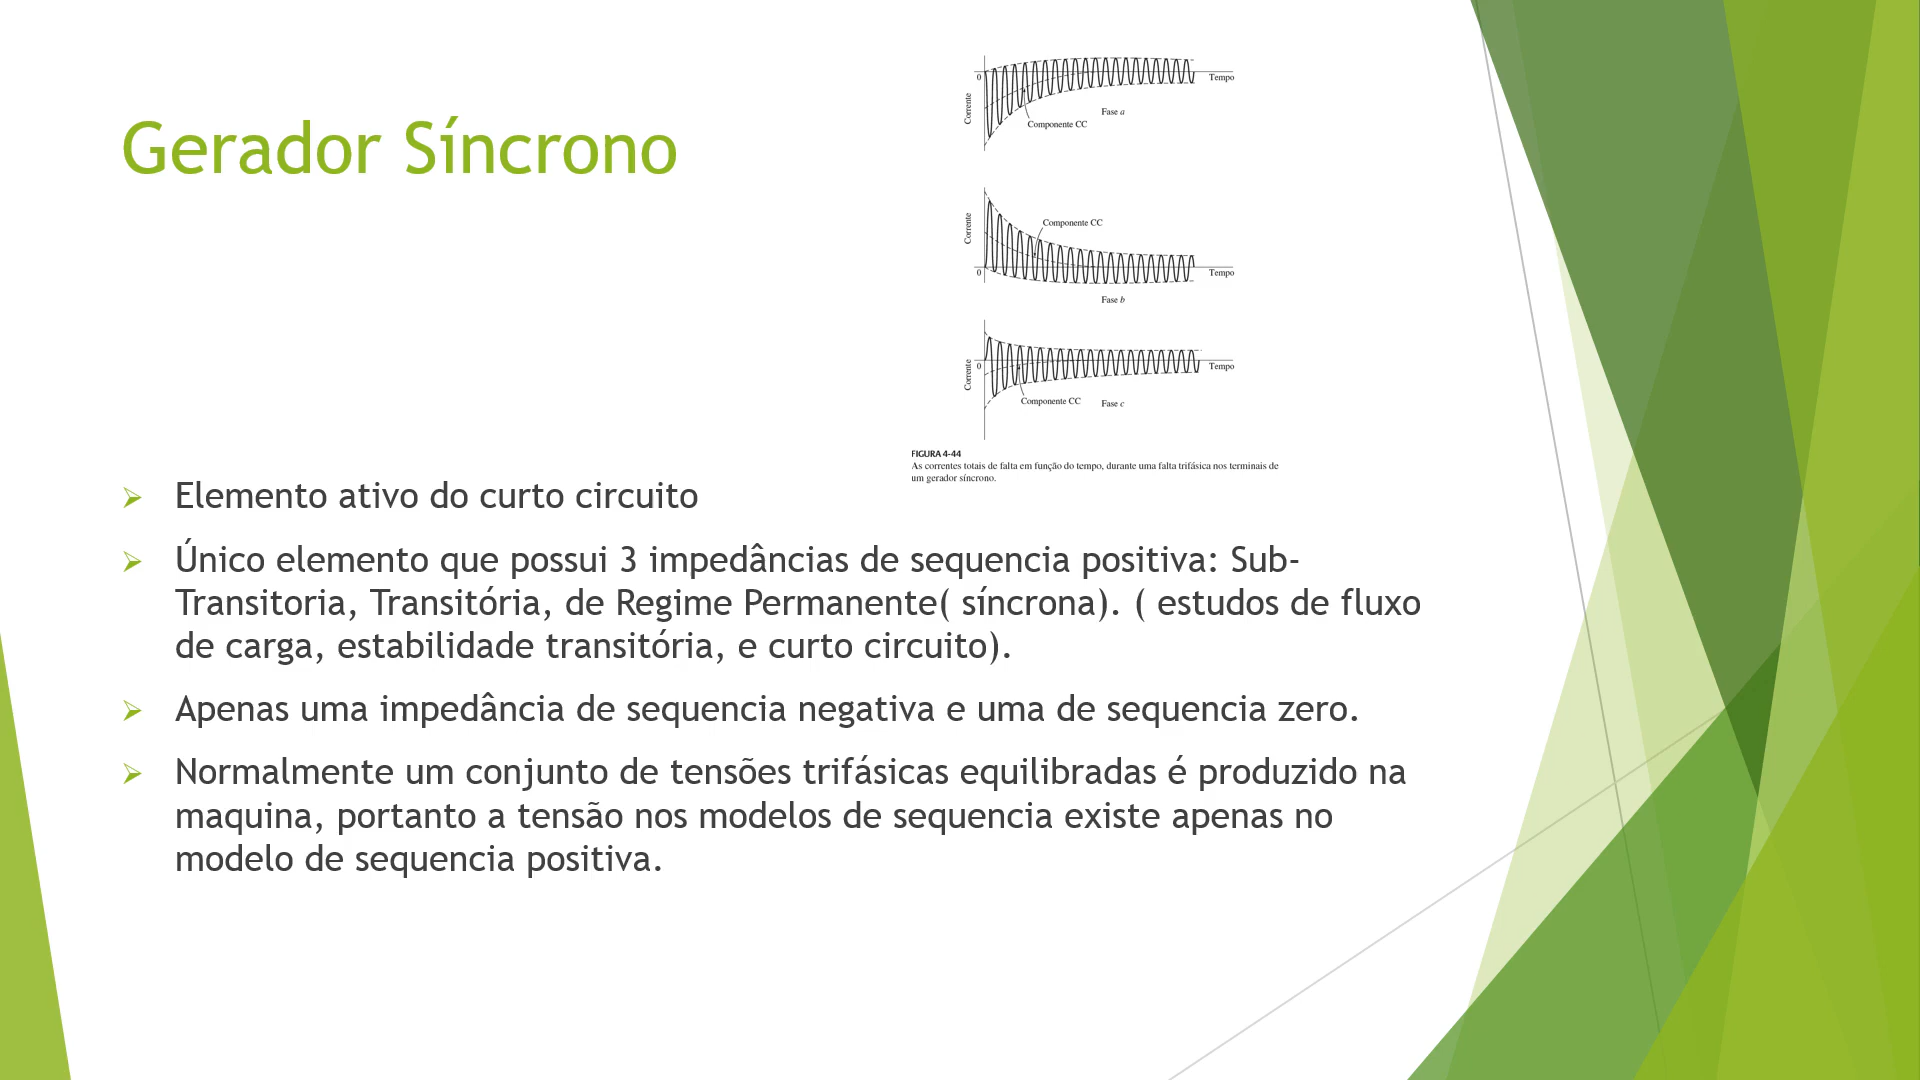 Gerador Síncrono
0
Tempo
Corrente
Fase a
Componente CC
Componente CC
Corrente
0
Tempo
Fase b
Corrente
0
Tempo
Componente CC
Fase c
FIGURA 4-44
As correntes totais de falta em função do tempo, durante uma falta trifásica nos terminais de
um gerador síncrono.
Elemento ativo do curto circuito
Único elemento que possui 3 impedâncias de sequencia positiva: Sub-
Transitoria, Transitória, de Regime Permanente( síncrona). ( estudos de fluxo
de carga, estabilidade transitória, e curto circuito).
Apenas uma impedância de sequencia negativa e uma de sequencia zero.
Normalmente um conjunto de tensões trifásicas equilibradas é produzido na
maquina, portanto a tensão nos modelos de sequencia existe apenas no
modelo de sequencia positiva.